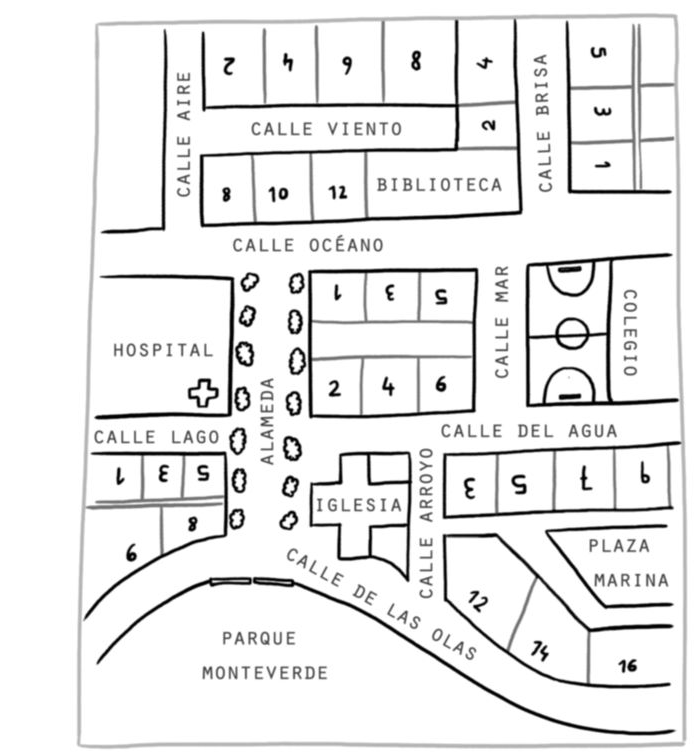 2 4 6 8 4
CALLE AIRE
CALLE BRISA
5
3
1
CALLE VIENTO
2
8 10 12 BIBLIOTECA
CALLE OCÉANO
1 3 5
CALLE MAR
COLEGIO
HOSPITAL
ALAMEDA
2 4 6
CALLE LAGO
CALLE DEL AGUA
1 3 5
IGLESIA
CALLE ARROYO
3 5 7 9
6 8
PLAZA
MARINA
CALLE DE LAS OLAS
12 14 16
PARQUE
MONTEVERDE